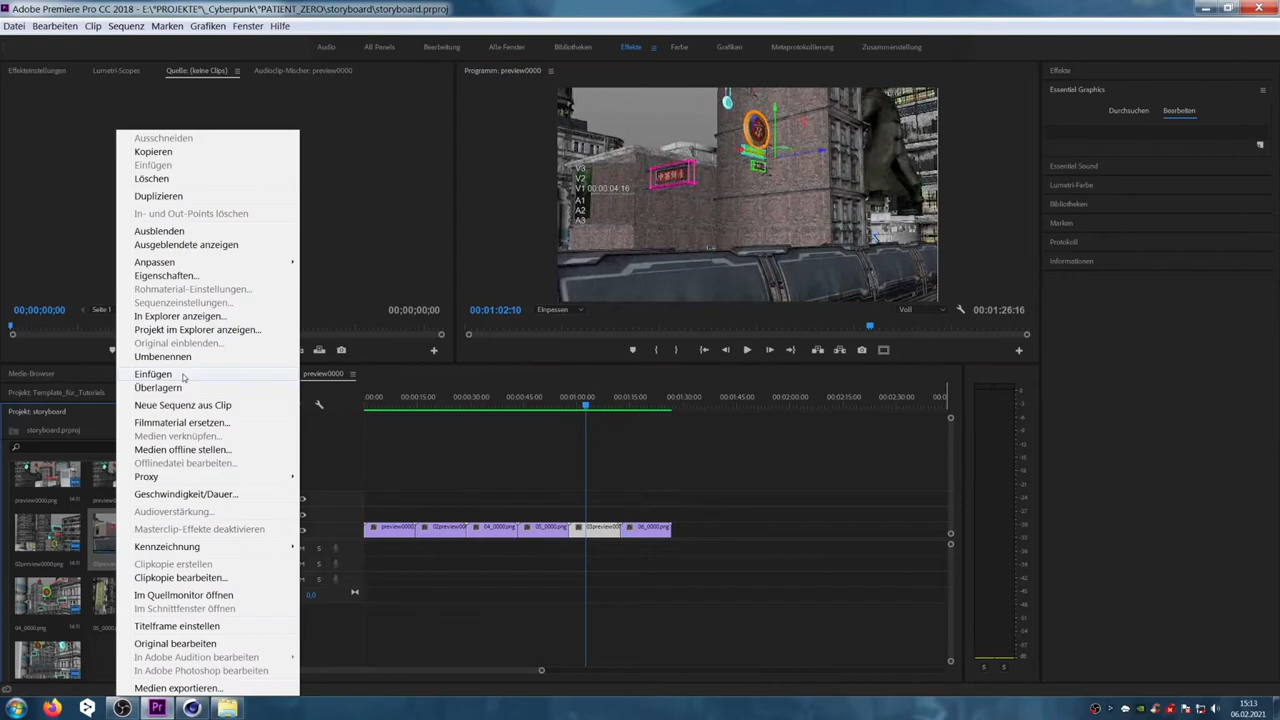 Adobe Premiere Pro CC 2018 - E:\"PROJEKTE"\_Cyberpunk\"PATIENT_ZERO\storyboard\storyboard.prproj
Datei Bearbeiten Clip Sequenz Marken Grafiken Fenster Hilfe
Audio All Panels Bearbeitung Alle Fenster Bibliotheken Effekte Farbe Grafiken Metaprotokollierung Zusammenstellung
Effekteinstellungen Lumetri-Scopes Quelle: (keine Clips) Audioclip-Mischer: preview0000
Programm: preview0000
Effekte
Essential Graphics
Durchsuchen Bearbeiten
Essential Sound
Lumetri-Farbe
Bibliotheken
Marken
Protokoll
Informationen
V3
V2
V1 00:00:04:16
A1
A2
A3
00;00;00;00
Seite 1
00;00;00;00
00:01:02:10
Einpassen
Voll
00:01:26:16
Ausschneiden
Kopieren
Einfügen
Löschen
Duplizieren
In- und Out-Points löschen
Ausblenden
Ausgeblendete anzeigen
Anpassen
Eigenschaften...
Rohmaterial-Einstellungen...
Sequenzeinstellungen...
In Explorer anzeigen...
Projekt im Explorer anzeigen...
Original einblenden...
Umbenennen
Einfügen
Überlagern
Neue Sequenz aus Clip
Filmmaterial ersetzen...
Medien verknüpfen...
Medien offline stellen...
Offlinedatei bearbeiten...
Proxy
Geschwindigkeit/Dauer...
Audioverstärkung...
Masterclip-Effekte deaktivieren
Kennzeichnung
Clipkopie erstellen
Clipkopie bearbeiten...
Im Quellmonitor öffnen
Im Schnittfenster öffnen
Titelframe einstellen
Original bearbeiten
In Adobe Audition bearbeiten
In Adobe Photoshop bearbeiten
Medien exportieren...
Media-Browser
Projekt: Template_für_Tutoriels
Projekt: storyboard
storyboard.prproj
preview0000.png
02preview000
04_0000.png
preview0000
:00:00 00:00:15:00 00:00:30:00 00:00:45:00 00:01:00:00 00:01:15:00 00:01:30:00 00:02:00:00 00:02:15:00 00:02:30:00
preview0000. 02preview00 04_0000.png 05_0000.png 03preview00 06_0000.png
S
S
S
0,0
dB
S S
15:13
06.02.2021